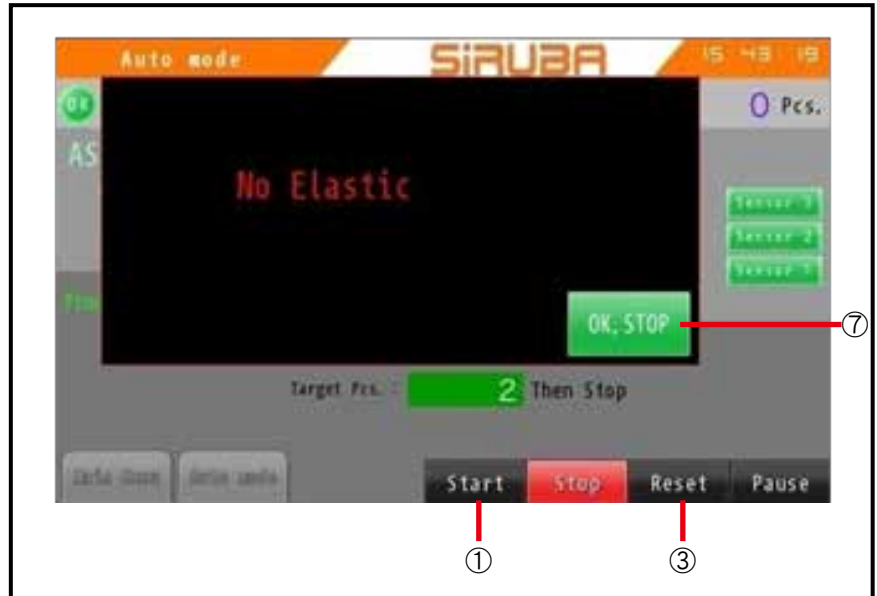 Auto mode SiRUBA 15 43 19
OK 0 Pcs.
AS
No Elastic
Sensor 3
Sensor 2
Sensor 1
OK,STOP ⑦
Target Pcs. : 2 Then Stop
Start Stop Reset Pause
① ③